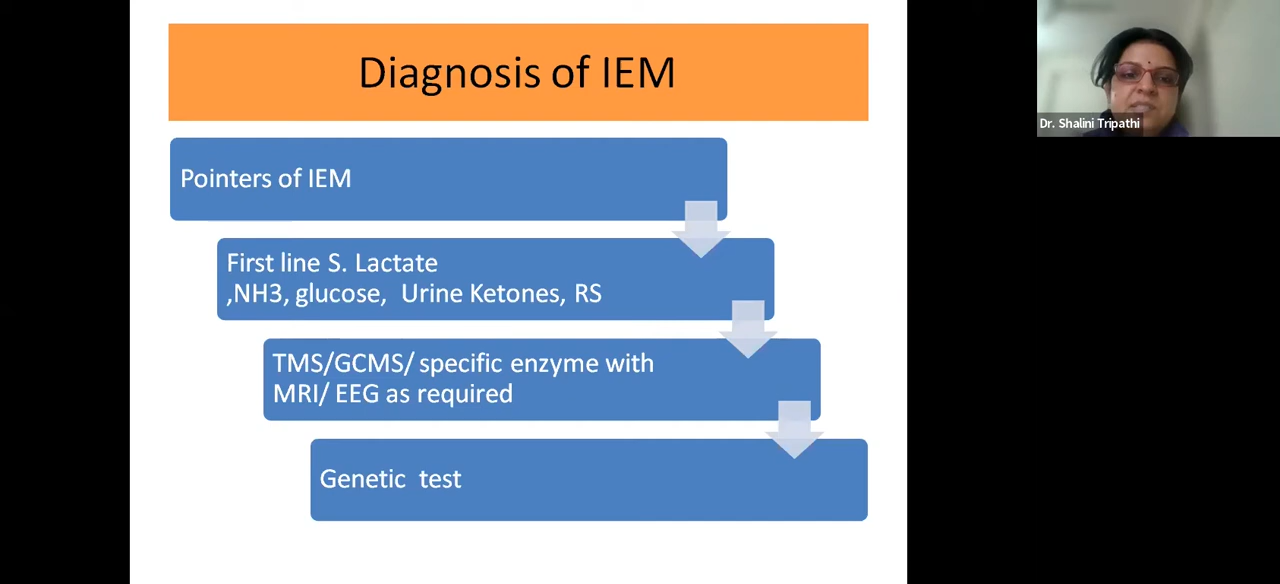 Diagnosis of IEM
Dr. Shalini Tripathi
Pointers of IEM
First line S. Lactate
,NH3, glucose, Urine Ketones, RS
TMS/GCMS/ specific enzyme with
MRI/ EEG as required
Genetic test